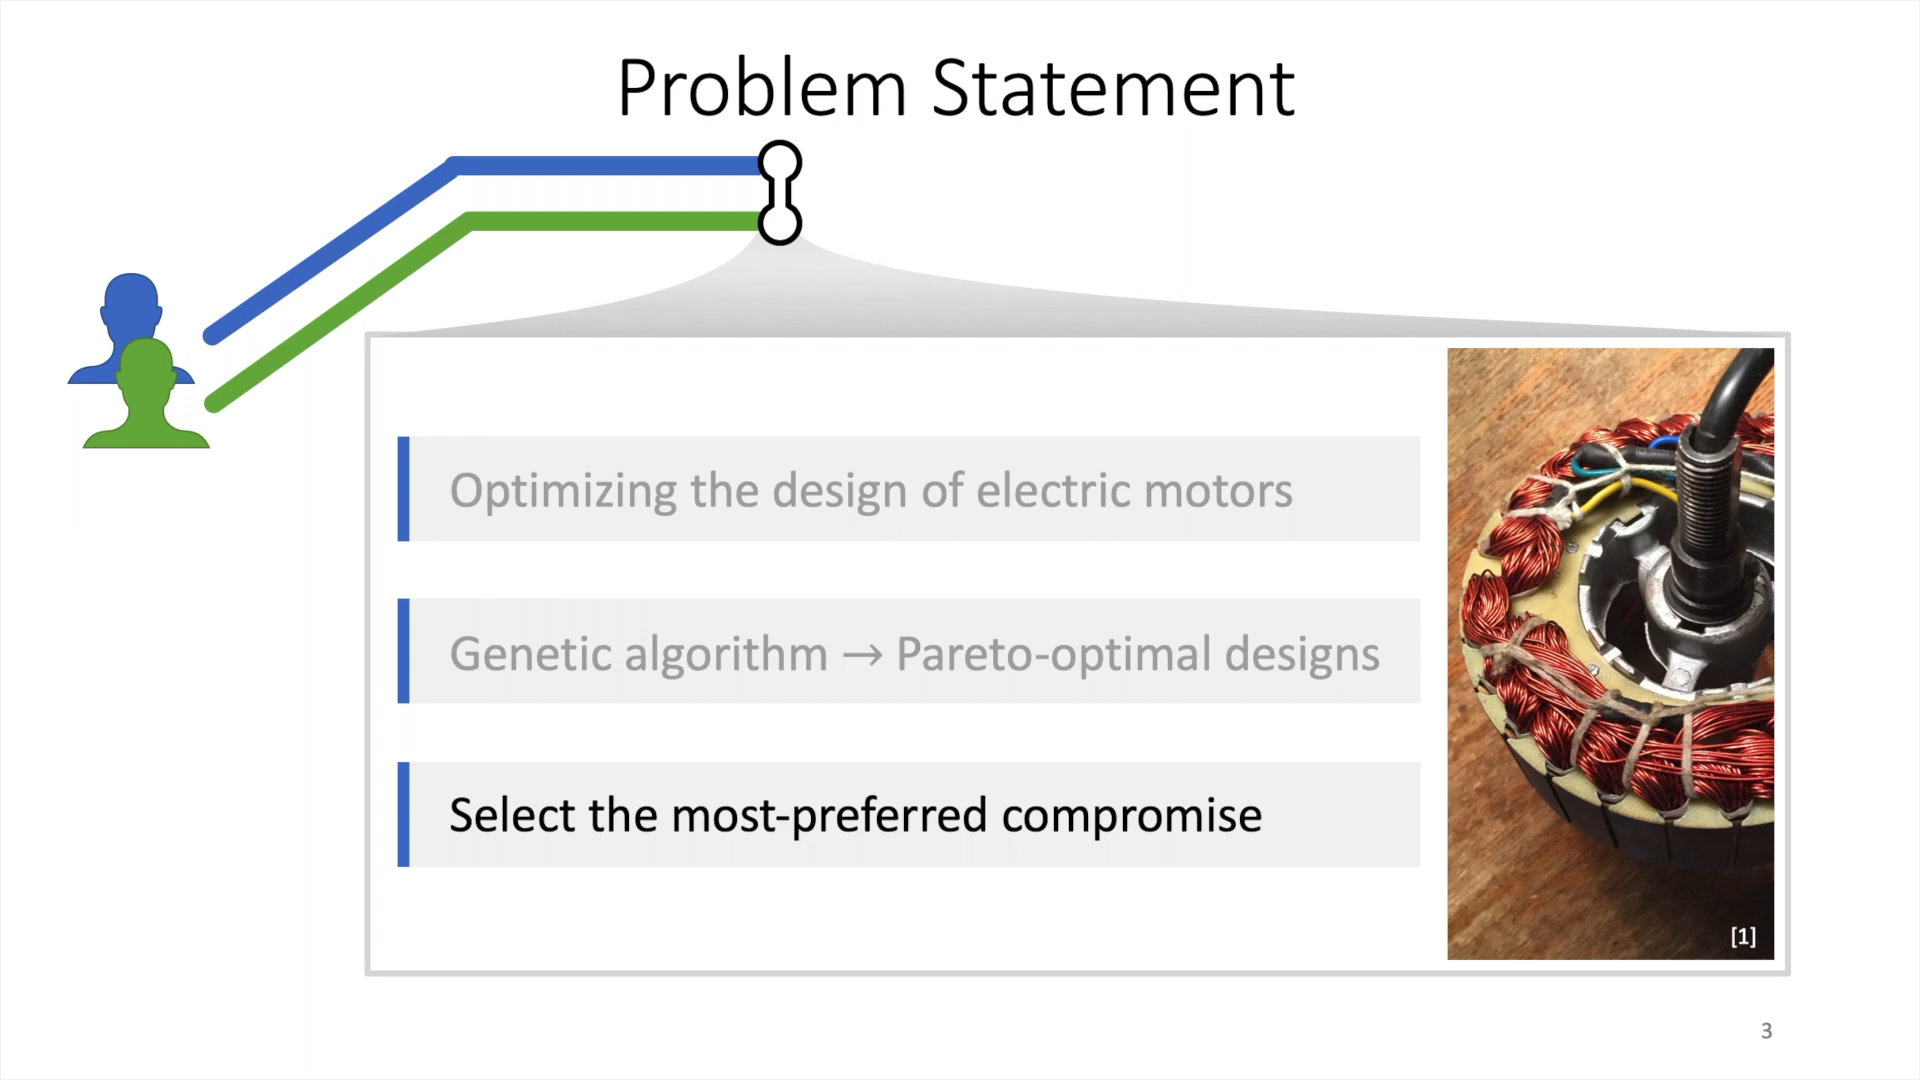 Problem Statement
Optimizing the design of electric motors
Genetic algorithm → Pareto-optimal designs
Select the most-preferred compromise
[1]
3